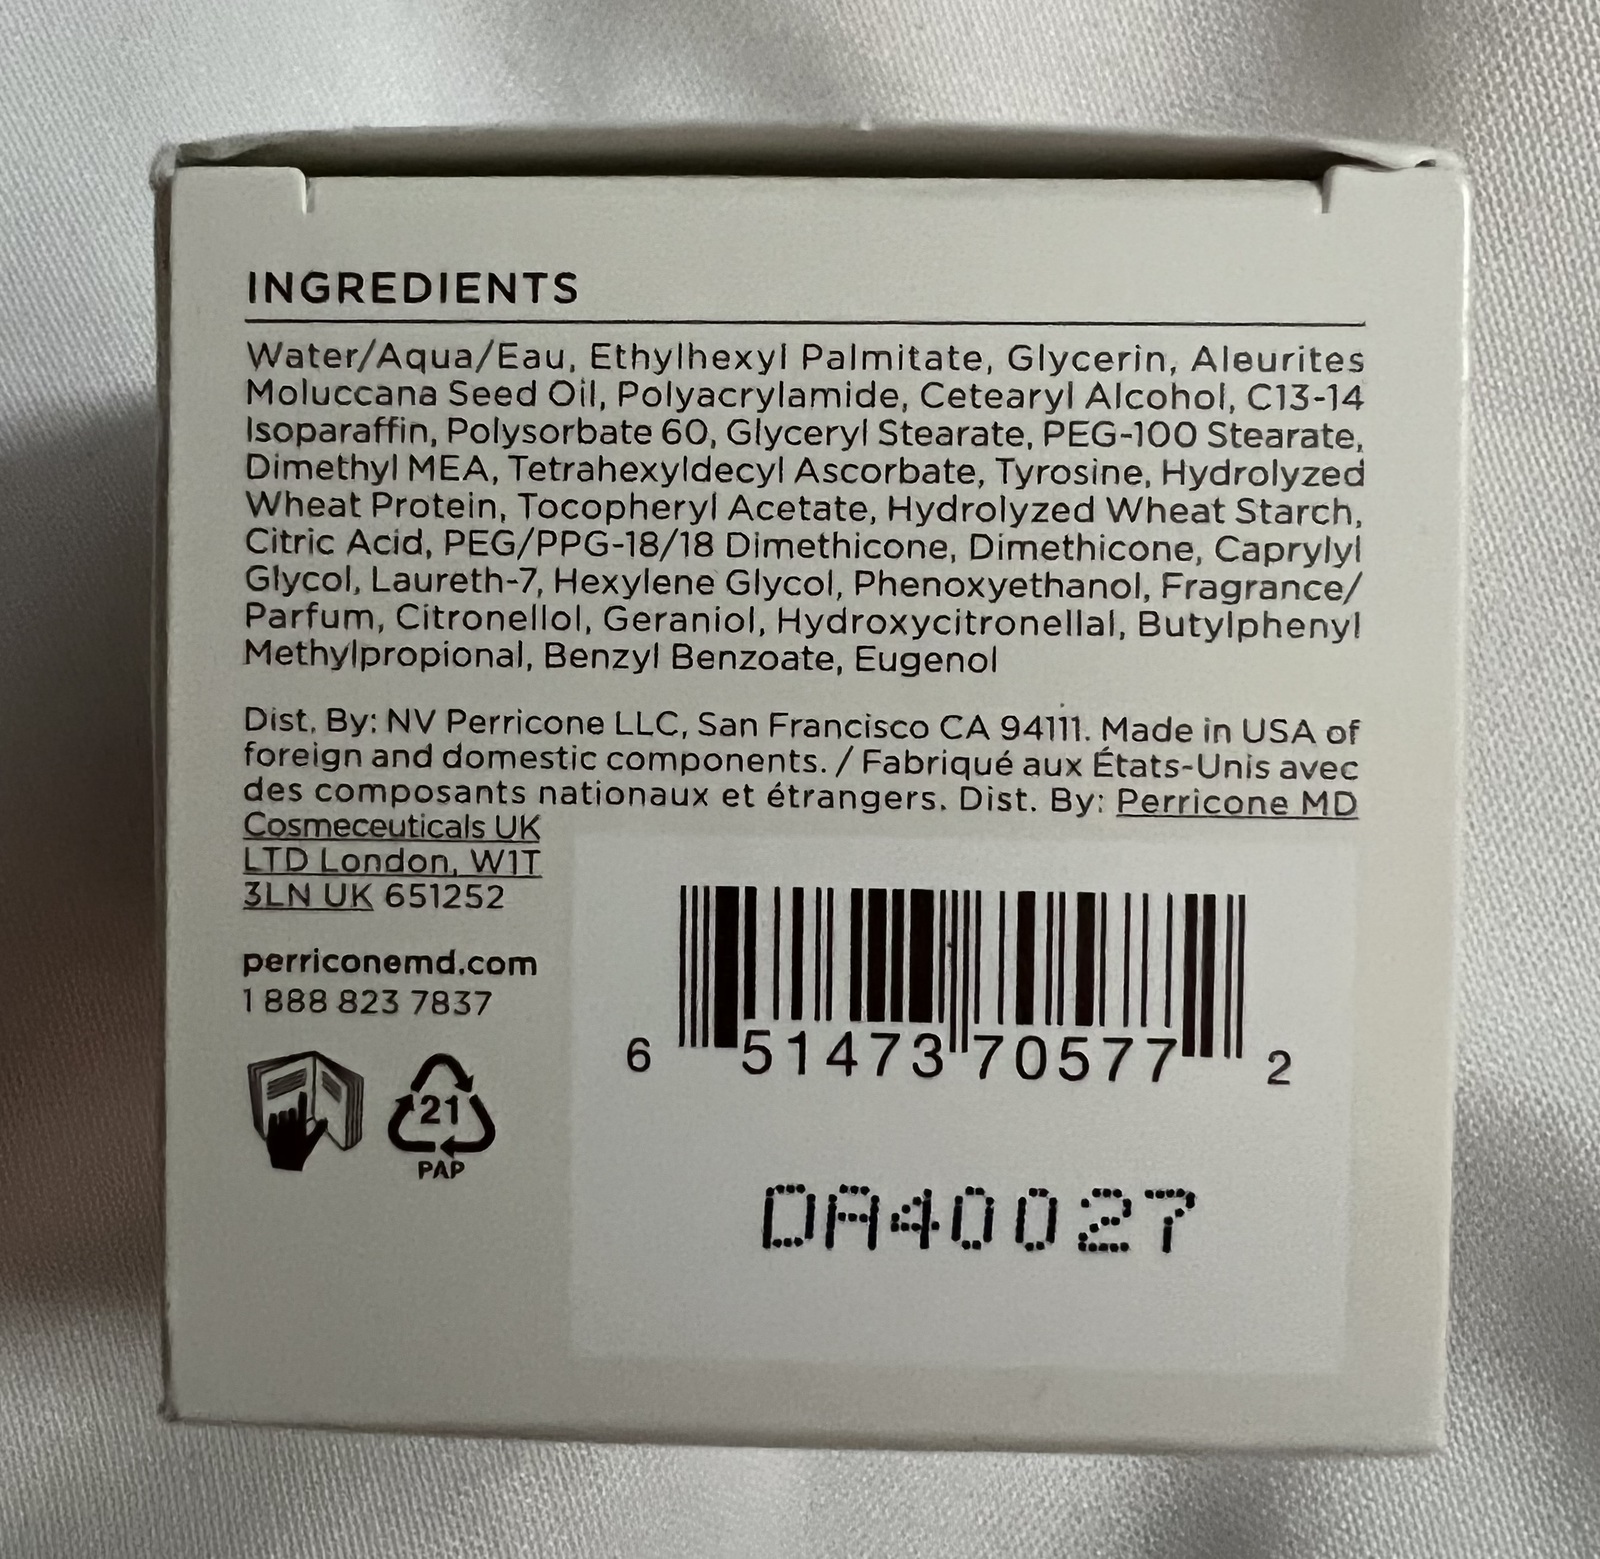 INGREDIENTS
Water/Aqua/Eau, Ethylhexyl Palmitate, Glycerin, Aleurites
Moluccana Seed Oil, Polyacrylamide, Cetearyl Alcohol, C13-14
Isoparaffin, Polysorbate 60, Glyceryl Stearate, PEG-100 Stearate,
Dimethyl MEA, Tetrahexyldecyl Ascorbate, Tyrosine, Hydrolyzed
Wheat Protein, Tocopheryl Acetate, Hydrolyzed Wheat Starch,
Citric Acid, PEG/PPG-18/18 Dimethicone, Dimethicone, Caprylyl
Glycol, Laureth-7, Hexylene Glycol, Phenoxyethanol, Fragrance/
Parfum, Citronellol, Geraniol, Hydroxycitronellal, Butylphenyl
Methylpropional, Benzyl Benzoate, Eugenol
Dist. By: NV Perricone LLC, San Francisco CA 94111. Made in USA of
foreign and domestic components. / Fabriqué aux États-Unis avec
des composants nationaux et étrangers. Dist. By: Perricone MD
Cosmeceuticals UK
LTD London, W1T
3LN UK 651252
perriconemd.com
1 888 823 7837
21
PAP
6 51473 70577 2
DA40027